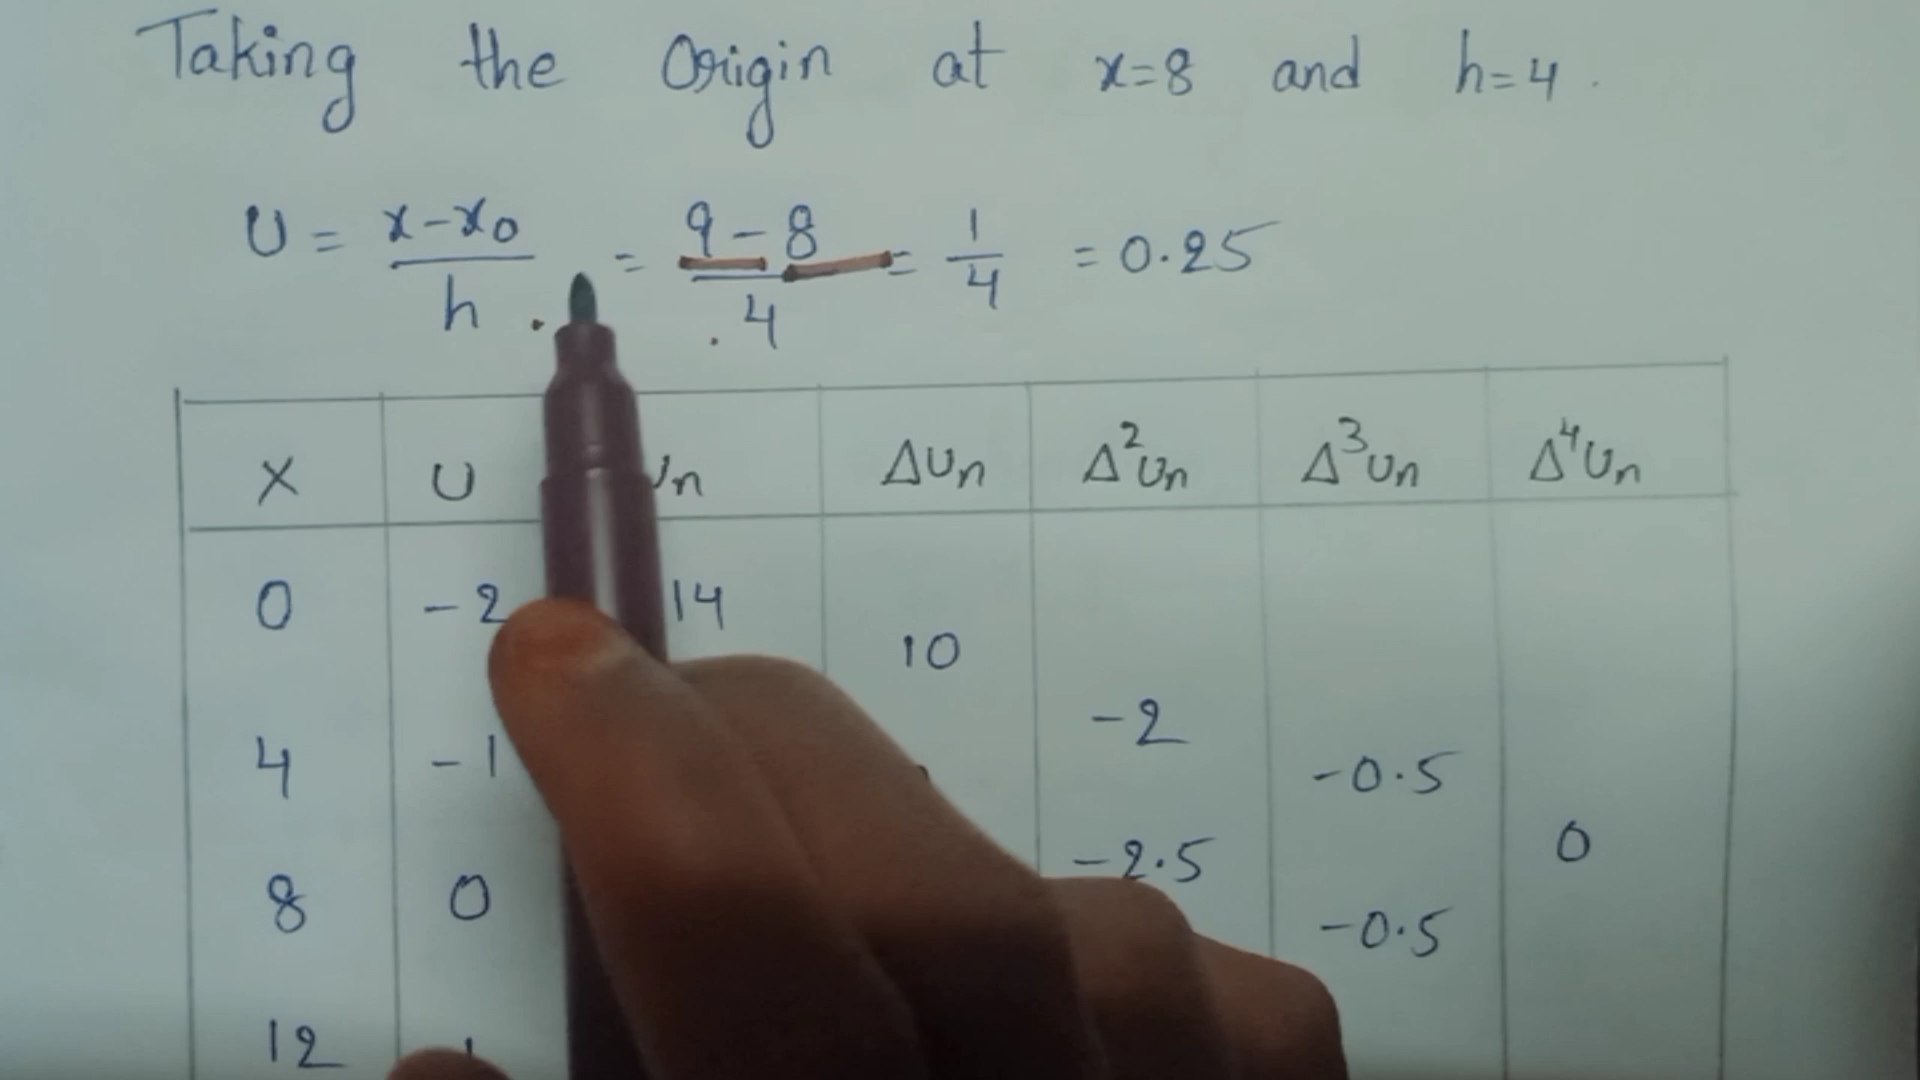 Taking the Origin at x=8 and h=4.
U = x-x0 / h = 9-8 / 4 = 1/4 = 0.25
X U Un ΔUn Δ²Un Δ³Un Δ⁴Un
0 -2 14
10
-2
4 -1 -0.5
-2.5 0
8 0 -0.5
12